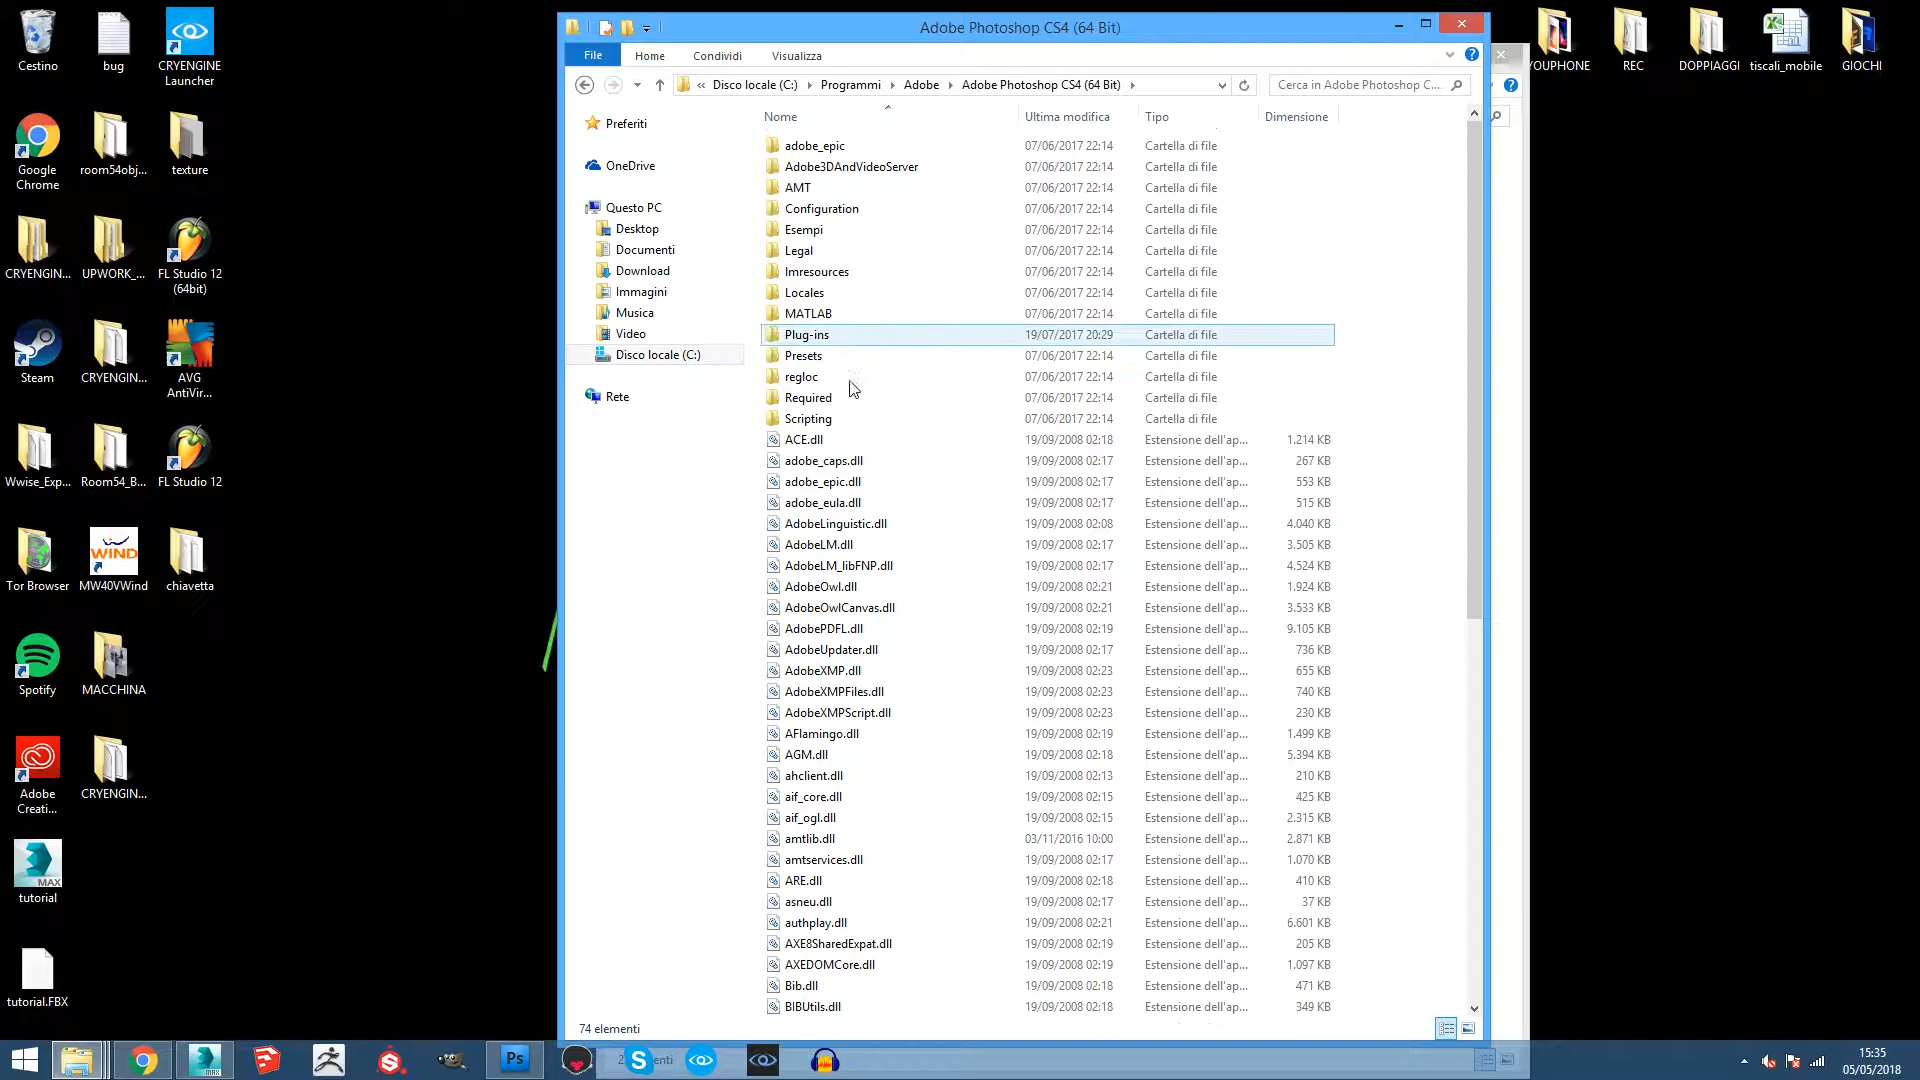 Cestino
bug
CRYENGINE
Launcher
Google
Chrome
room54obj...
texture
CRYENGIN...
UPWORK_...
FL Studio 12
(64bit)
Steam
CRYENGIN...
AVG
AntiVir...
Wwise_Exp...
Room54_B...
FL Studio 12
Tor Browser
WIND
MW40VWind
chiavetta
Spotify
MACCHINA
Adobe
Creati...
CRYENGIN...
MAX
tutorial
tutorial.FBX
Adobe Photoshop CS4 (64 Bit)
File
Home
Condividi
Visualizza
« Disco locale (C:)
Programmi
Adobe
Adobe Photoshop CS4 (64 Bit)
Cerca in Adobe Photoshop C...
Preferiti
OneDrive
Questo PC
Desktop
Documenti
Download
Immagini
Musica
Video
Disco locale (C:)
Rete
Nome Ultima modifica Tipo Dimensione
adobe_epic 07/06/2017 22:14 Cartella di file
Adobe3DAndVideoServer 07/06/2017 22:14 Cartella di file
AMT 07/06/2017 22:14 Cartella di file
Configuration 07/06/2017 22:14 Cartella di file
Esempi 07/06/2017 22:14 Cartella di file
Legal 07/06/2017 22:14 Cartella di file
lmresources 07/06/2017 22:14 Cartella di file
Locales 07/06/2017 22:14 Cartella di file
MATLAB 07/06/2017 22:14 Cartella di file
Plug-ins 19/07/2017 20:29 Cartella di file
Presets 07/06/2017 22:14 Cartella di file
regloc 07/06/2017 22:14 Cartella di file
Required 07/06/2017 22:14 Cartella di file
Scripting 07/06/2017 22:14 Cartella di file
ACE.dll 19/09/2008 02:18 Estensione dell'ap... 1.214 KB
adobe_caps.dll 19/09/2008 02:17 Estensione dell'ap... 267 KB
adobe_epic.dll 19/09/2008 02:17 Estensione dell'ap... 553 KB
adobe_eula.dll 19/09/2008 02:17 Estensione dell'ap... 515 KB
AdobeLinguistic.dll 19/09/2008 02:08 Estensione dell'ap... 4.040 KB
AdobeLM.dll 19/09/2008 02:17 Estensione dell'ap... 3.505 KB
AdobeLM_libFNP.dll 19/09/2008 02:17 Estensione dell'ap... 4.524 KB
AdobeOwl.dll 19/09/2008 02:21 Estensione dell'ap... 1.924 KB
AdobeOwlCanvas.dll 19/09/2008 02:21 Estensione dell'ap... 3.533 KB
AdobePDFL.dll 19/09/2008 02:19 Estensione dell'ap... 9.105 KB
AdobeUpdater.dll 19/09/2008 02:17 Estensione dell'ap... 736 KB
AdobeXMP.dll 19/09/2008 02:23 Estensione dell'ap... 655 KB
AdobeXMPFiles.dll 19/09/2008 02:23 Estensione dell'ap... 740 KB
AdobeXMPScript.dll 19/09/2008 02:23 Estensione dell'ap... 230 KB
AFlamingo.dll 19/09/2008 02:19 Estensione dell'ap... 1.499 KB
AGM.dll 19/09/2008 02:18 Estensione dell'ap... 5.394 KB
ahclient.dll 19/09/2008 02:13 Estensione dell'ap... 210 KB
aif_core.dll 19/09/2008 02:15 Estensione dell'ap... 425 KB
aif_ogl.dll 19/09/2008 02:15 Estensione dell'ap... 2.315 KB
amtlib.dll 03/11/2016 10:00 Estensione dell'ap... 2.871 KB
amtservices.dll 19/09/2008 02:17 Estensione dell'ap... 1.070 KB
ARE.dll 19/09/2008 02:18 Estensione dell'ap... 410 KB
asneu.dll 19/09/2008 02:17 Estensione dell'ap... 37 KB
authplay.dll 19/09/2008 02:21 Estensione dell'ap... 6.601 KB
AXE8SharedExpat.dll 19/09/2008 02:19 Estensione dell'ap... 205 KB
AXEDOMCore.dll 19/09/2008 02:19 Estensione dell'ap... 1.097 KB
Bib.dll 19/09/2008 02:18 Estensione dell'ap... 471 KB
BIBUtils.dll 19/09/2008 02:18 Estensione dell'ap... 349 KB
74 elementi
YOUPHONE
REC
DOPPIAGGI
tiscali_mobile
GIOCHI
MAX
Ps
15:35
05/05/2018